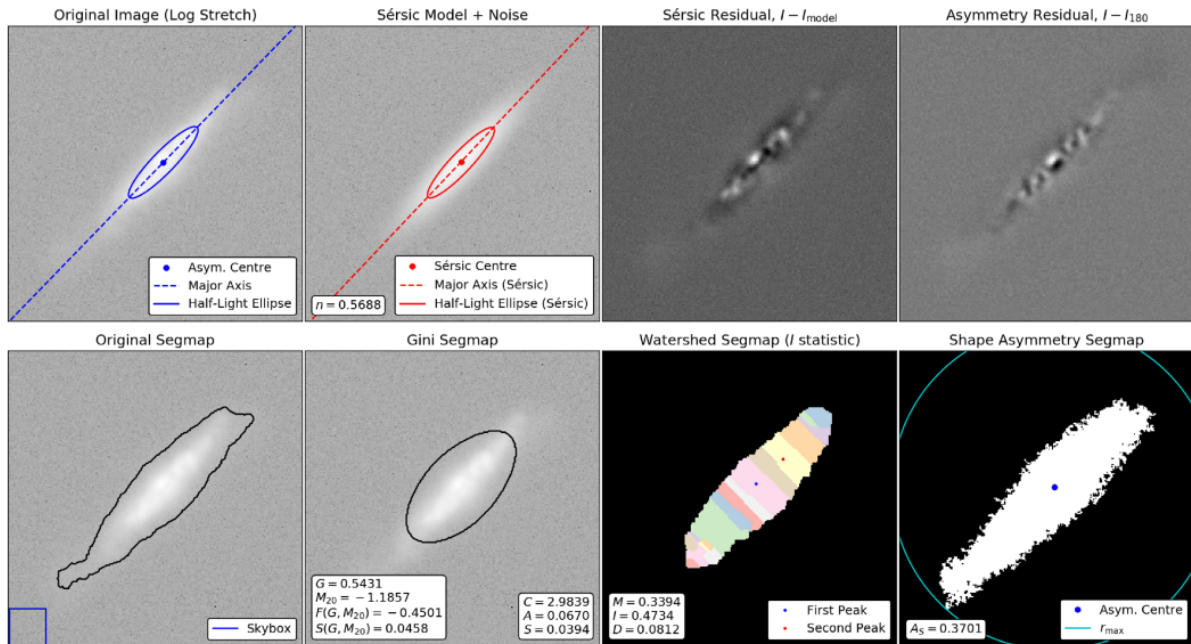 Original Image (Log Stretch)
Sérsic Model + Noise
Sérsic Residual, I − I_model
Asymmetry Residual, I − I_180
Asym. Centre
Major Axis
Half-Light Ellipse
Sérsic Centre
Major Axis (Sérsic)
Half-Light Ellipse (Sérsic)
n = 0.5688
Original Segmap
Gini Segmap
Watershed Segmap (I statistic)
Shape Asymmetry Segmap
Skybox
G = 0.5431
M₂₀ = −1.1857
F(G, M₂₀) = −0.4501
S(G, M₂₀) = 0.0458
C = 2.9839
A = 0.0670
S = 0.0394
M = 0.3394
I = 0.4734
D = 0.0812
First Peak
Second Peak
A_S = 0.3701
Asym. Centre
r_max